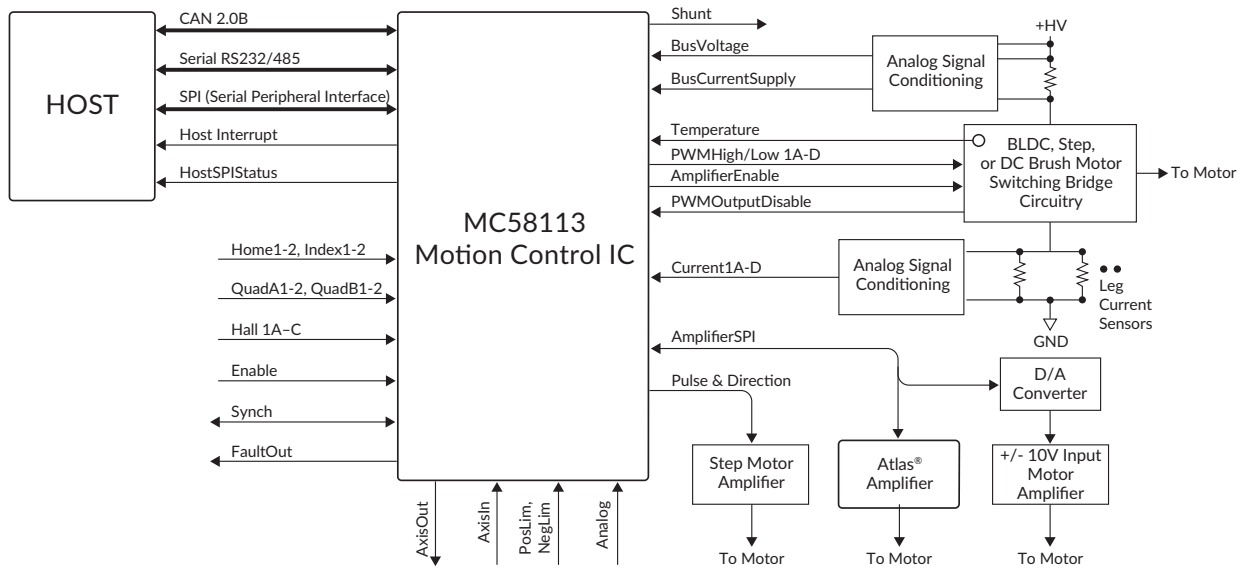 HOST
CAN 2.0B
Serial RS232/485
SPI (Serial Peripheral Interface)
Host Interrupt
HostSPIStatus
Home1-2, Index1-2
QuadA1-2, QuadB1-2
Hall 1A–C
Enable
Synch
FaultOut
MC58113
Motion Control IC
AxisOut
AxisIn
PosLim,
NegLim
Analog
Shunt
BusVoltage
BusCurrentSupply
Temperature
PWMHigh/Low 1A-D
AmplifierEnable
PWMOutputDisable
Current1A-D
AmplifierSPI
Pulse & Direction
Analog Signal
Conditioning
+HV
BLDC, Step,
or DC Brush Motor
Switching Bridge
Circuitry
To Motor
Analog Signal
Conditioning
Leg
Current
Sensors
GND
D/A
Converter
Step Motor
Amplifier
Atlas®
Amplifier
+/- 10V Input
Motor
Amplifier
To Motor
To Motor
To Motor